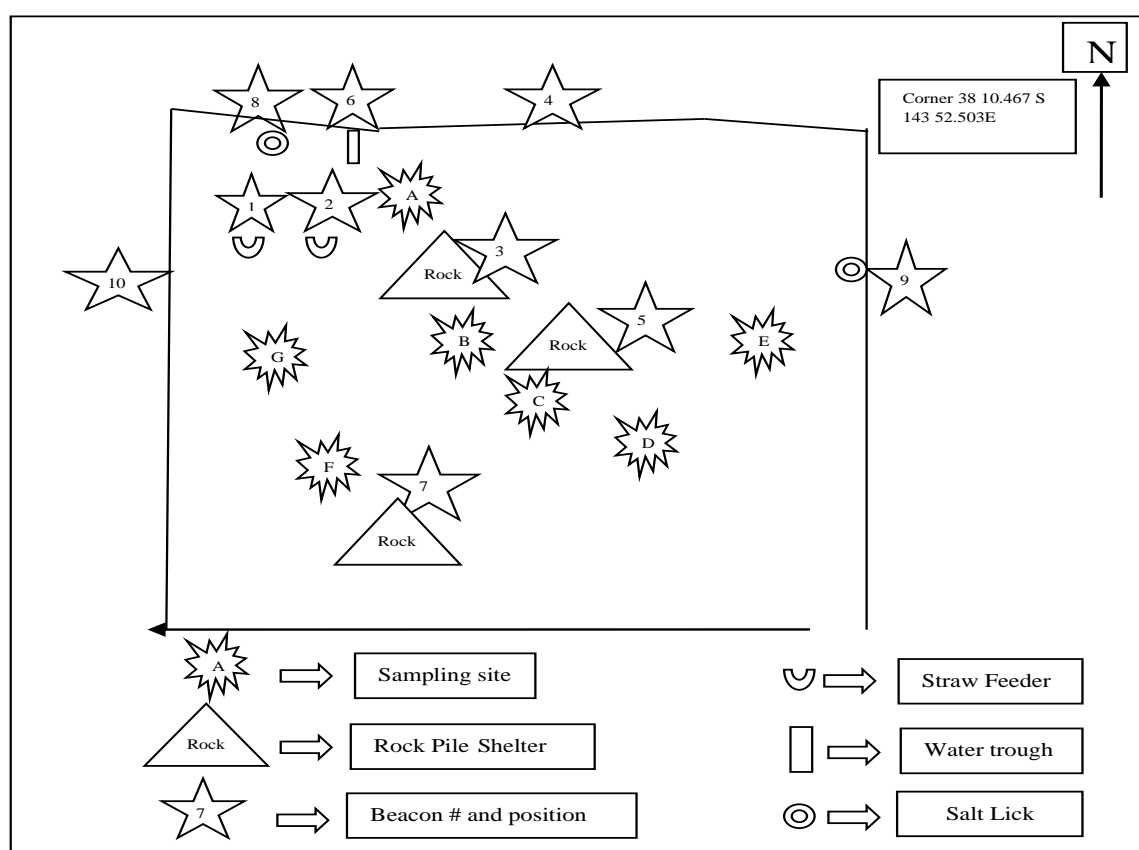 N
8
6
4
Corner 38 10.467 S
143 52.503E
1
2
A
3
Rock
10
9
5
Rock
G
B
E
C
D
F
7
Rock
A
Sampling site
Straw Feeder
Rock
Rock Pile Shelter
Water trough
7
Beacon # and position
Salt Lick